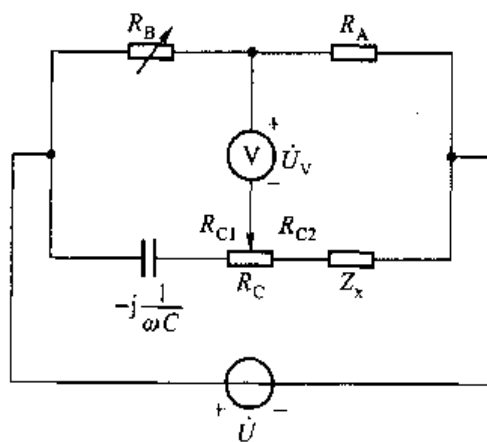 R_B
R_A
+
V
U̇_V
−
R_C1
R_C2
R_C
Z_x
−j 1/ωC
+
−
U̇